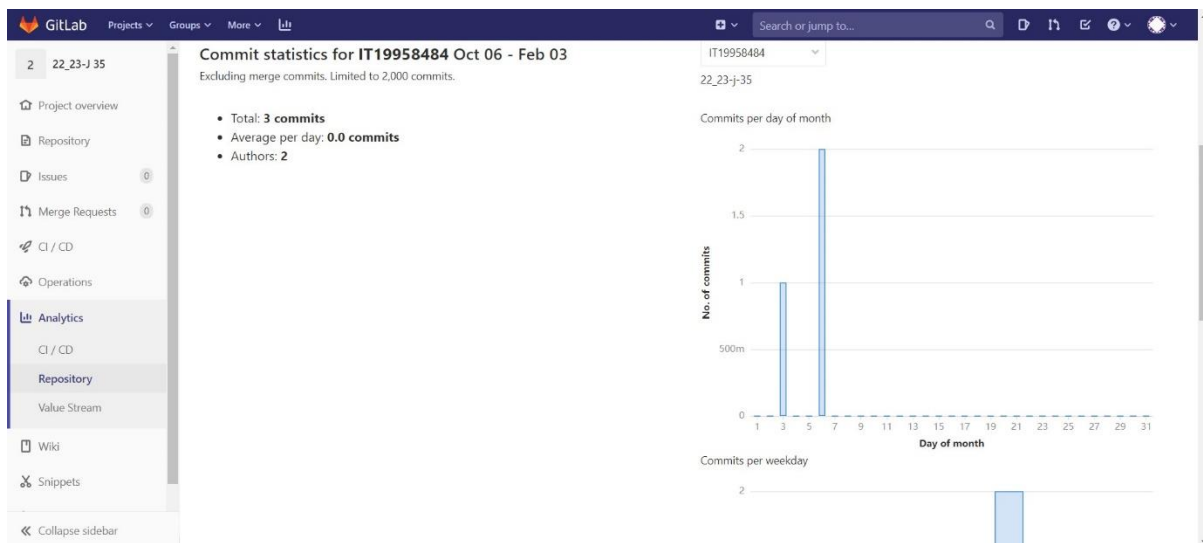 GitLab Projects Groups More Search or jump to...
2 22_23-J 35
Project overview
Repository
Issues 0
Merge Requests 0
CI / CD
Operations
Analytics
CI / CD
Repository
Value Stream
Wiki
Snippets
Collapse sidebar
Commit statistics for IT19958484 Oct 06 - Feb 03
Excluding merge commits. Limited to 2,000 commits.
Total: 3 commits
Average per day: 0.0 commits
Authors: 2
IT19958484
22_23-j-35
Commits per day of month
2
1.5
1
500m
0
No. of commits
1 3 5 7 9 11 13 15 17 19 21 23 25 27 29 31
Day of month
Commits per weekday
2